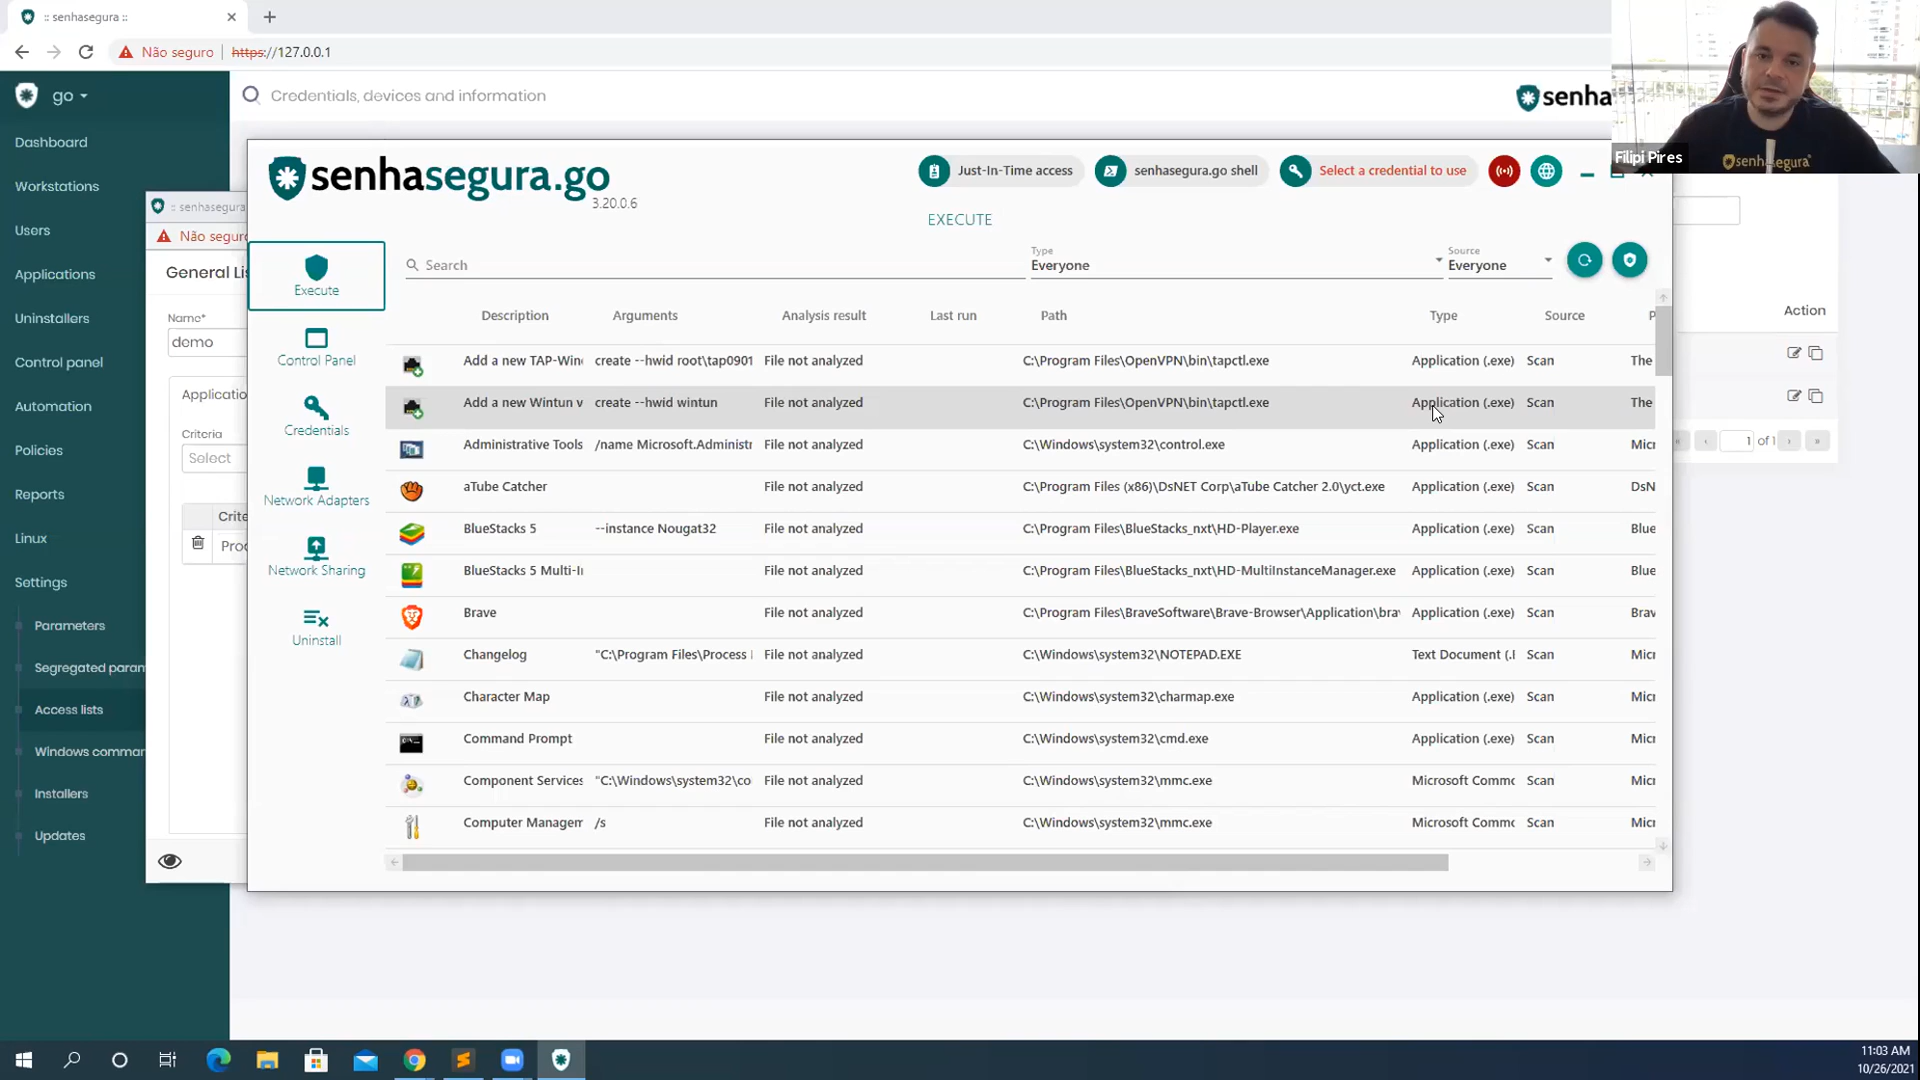 :: senhasegura ::
Não seguro
https://127.0.0.1
go
Credentials, devices and information
senha
Filipi Pires
senhasegura
Dashboard
Workstations
Users
Applications
Uninstallers
Control panel
Automation
Policies
Reports
Linux
Settings
Parameters
Segregated param
Access lists
Windows comman
Installers
Updates
:: senhasegura
Não seguro
General Lis
Name*
demo
Applicatio
Criteria
Select
Crite
Proc
senhasegura.go
3.20.0.6
Just-In-Time access
senhasegura.go shell
Select a credential to use
EXECUTE
Execute
Control Panel
Credentials
Network Adapters
Network Sharing
Uninstall
Search
Type
Everyone
Source
Everyone
Description Arguments Analysis result Last run Path Type Source P
Add a new TAP-Win create --hwid root\tap0901 File not analyzed C:\Program Files\OpenVPN\bin\tapctl.exe Application (.exe) Scan The
Add a new Wintun v create --hwid wintun File not analyzed C:\Program Files\OpenVPN\bin\tapctl.exe Application (.exe) Scan The
Administrative Tools /name Microsoft.Administr File not analyzed C:\Windows\system32\control.exe Application (.exe) Scan Micr
aTube Catcher File not analyzed C:\Program Files (x86)\DsNET Corp\aTube Catcher 2.0\yct.exe Application (.exe) Scan DsN
BlueStacks 5 --instance Nougat32 File not analyzed C:\Program Files\BlueStacks_nxt\HD-Player.exe Application (.exe) Scan Blue
BlueStacks 5 Multi-Ir File not analyzed C:\Program Files\BlueStacks_nxt\HD-MultiInstanceManager.exe Application (.exe) Scan Blue
Brave File not analyzed C:\Program Files\BraveSoftware\Brave-Browser\Application\brav Application (.exe) Scan Brav
Changelog "C:\Program Files\Process File not analyzed C:\Windows\system32\NOTEPAD.EXE Text Document (. Scan Micr
Character Map File not analyzed C:\Windows\system32\charmap.exe Application (.exe) Scan Micr
Command Prompt File not analyzed C:\Windows\system32\cmd.exe Application (.exe) Scan Micr
Component Services "C:\Windows\system32\co File not analyzed C:\Windows\system32\mmc.exe Microsoft Commc Scan Micr
Computer Managem /s File not analyzed C:\Windows\system32\mmc.exe Microsoft Commc Scan Micr
Action
1 of 1
11:03 AM
10/26/2021